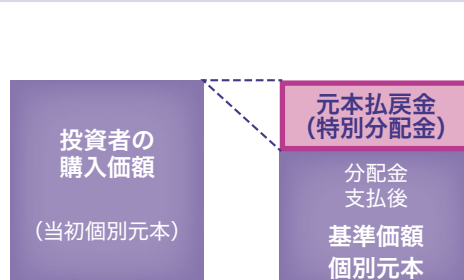 投資者の
購入価額
（当初個別元本）
元本払戻金
（特別分配金）
分配金
支払後
基準価額
個別元本